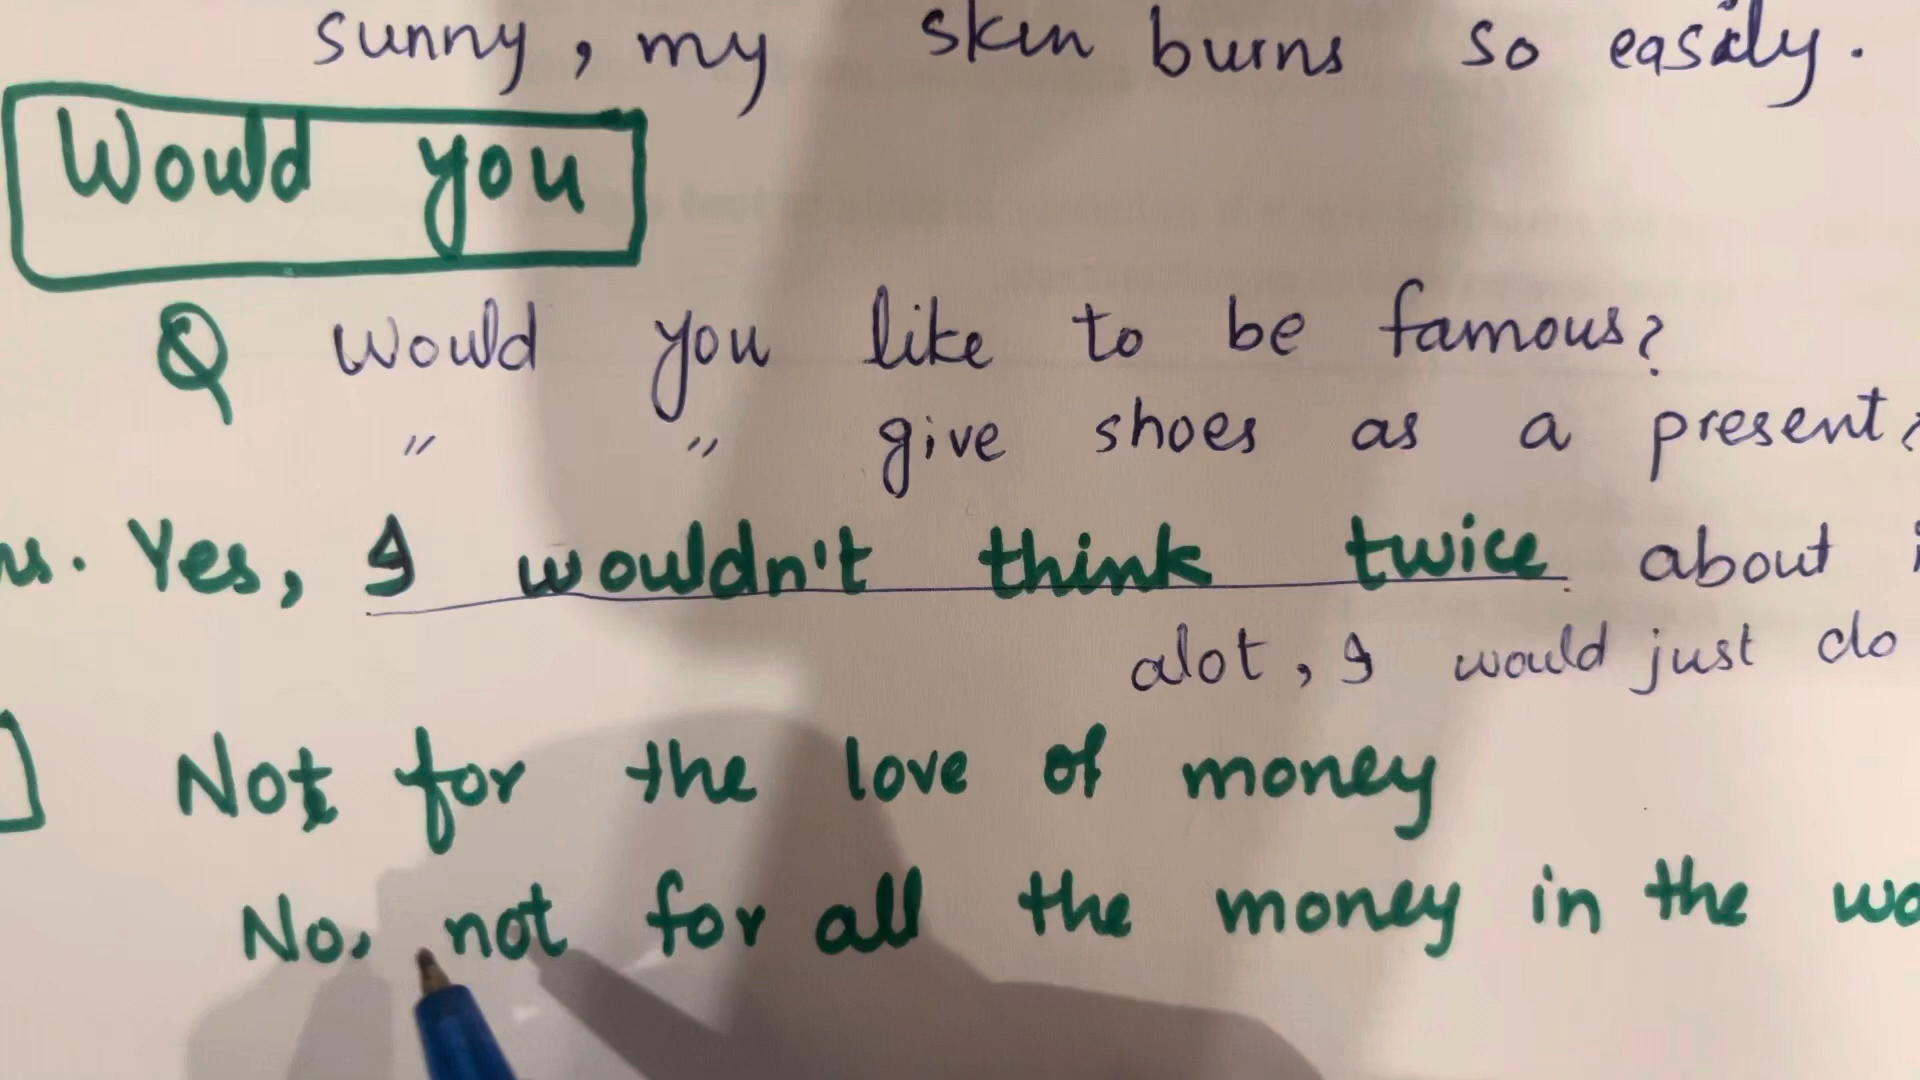 sunny, my skin burns so easily.
Would you
Q Would you like to be famous?
" " give shoes as a present?
Yes, I wouldn't think twice about
alot, I would just do
Not for the love of money
No, not for all the money in the